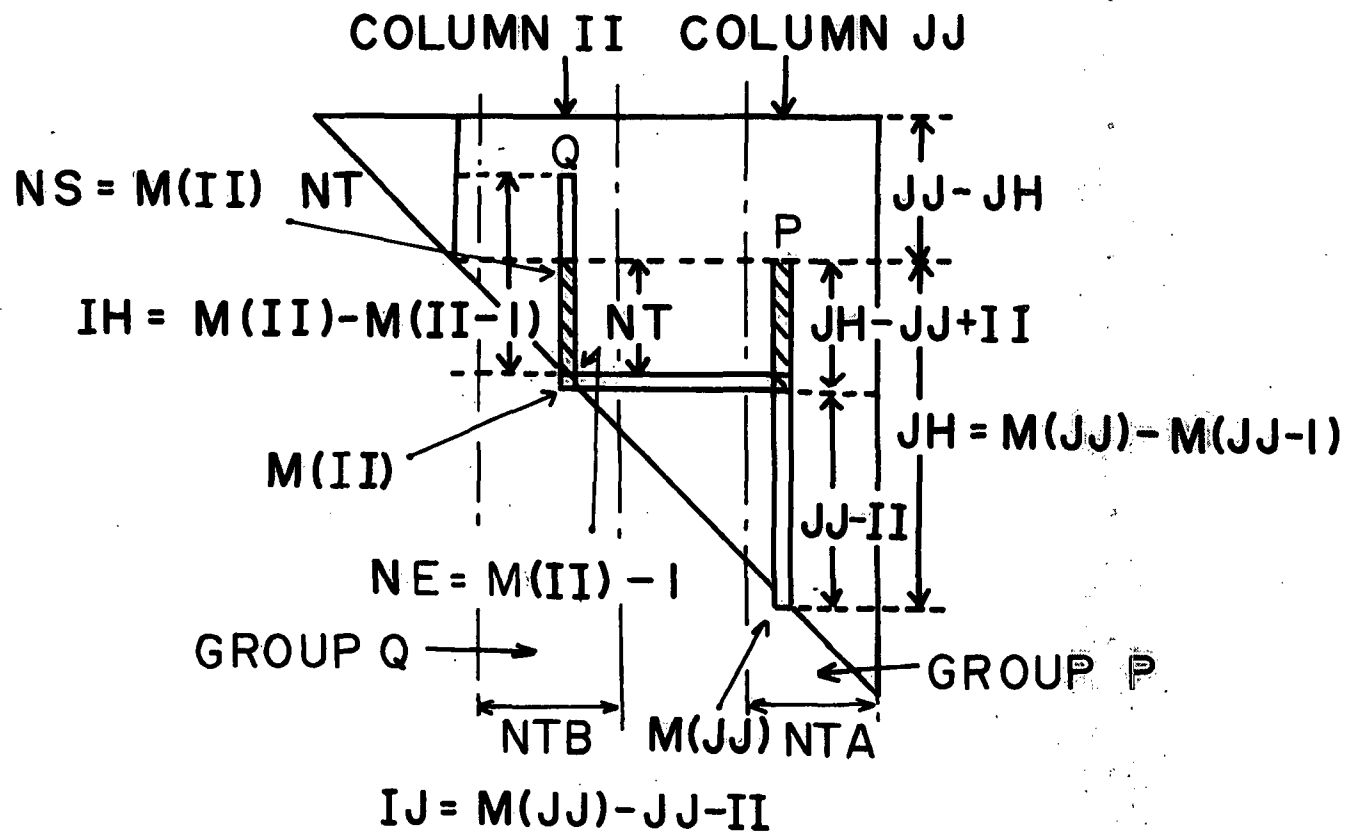 COLUMN II COLUMN JJ
Q
NS = M(II) NT
JJ-JH
P
IH = M(II)-M(II-1)
NT
JH-JJ+II
JH = M(JJ)-M(JJ-1)
M(II)
JJ-II
NE = M(II) - 1
GROUP Q
GROUP P
NTB
M(JJ)
NTA
IJ = M(JJ)-JJ-II